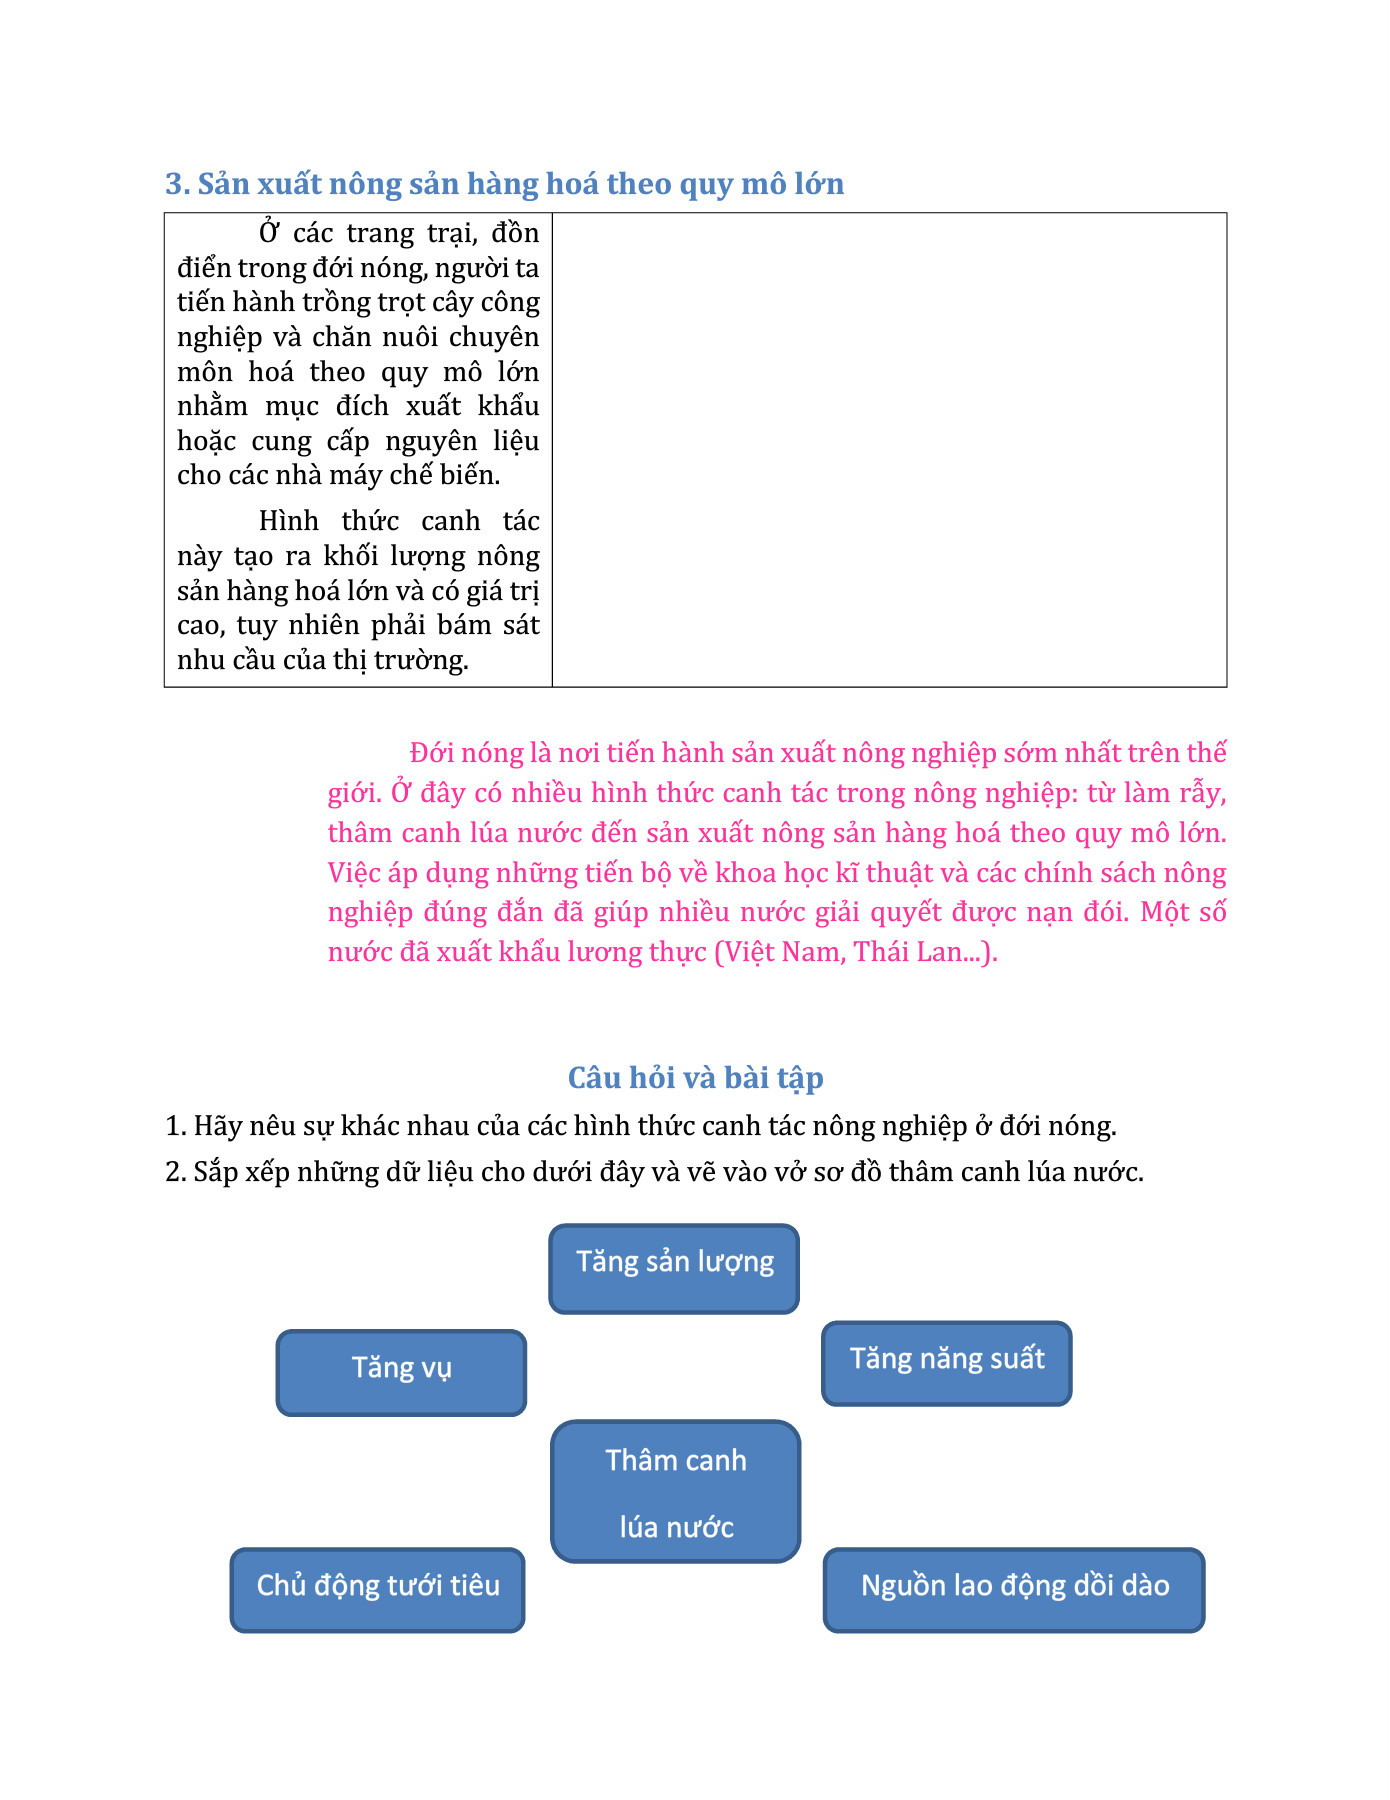 3. Sản xuất nông sản hàng hoá theo quy mô lớn
Ở các trang trại, đồn
điển trong đới nóng, người ta
tiến hành trồng trọt cây công
nghiệp và chăn nuôi chuyên
môn hoá theo quy mô lớn
nhằm mục đích xuất khẩu
hoặc cung cấp nguyên liệu
cho các nhà máy chế biến.
Hình thức canh tác
này tạo ra khối lượng nông
sản hàng hoá lớn và có giá trị
cao, tuy nhiên phải bám sát
nhu cầu của thị trường.
Đới nóng là nơi tiến hành sản xuất nông nghiệp sớm nhất trên thế
giới. Ở đây có nhiều hình thức canh tác trong nông nghiệp: từ làm rẫy,
thâm canh lúa nước đến sản xuất nông sản hàng hoá theo quy mô lớn.
Việc áp dụng những tiến bộ về khoa học kĩ thuật và các chính sách nông
nghiệp đúng đắn đã giúp nhiều nước giải quyết được nạn đói. Một số
nước đã xuất khẩu lương thực (Việt Nam, Thái Lan...).
Câu hỏi và bài tập
1. Hãy nêu sự khác nhau của các hình thức canh tác nông nghiệp ở đới nóng.
2. Sắp xếp những dữ liệu cho dưới đây và vẽ vào vở sơ đồ thâm canh lúa nước.
Tăng sản lượng
Tăng vụ
Tăng năng suất
Thâm canh
lúa nước
Chủ động tưới tiêu
Nguồn lao động dồi dào